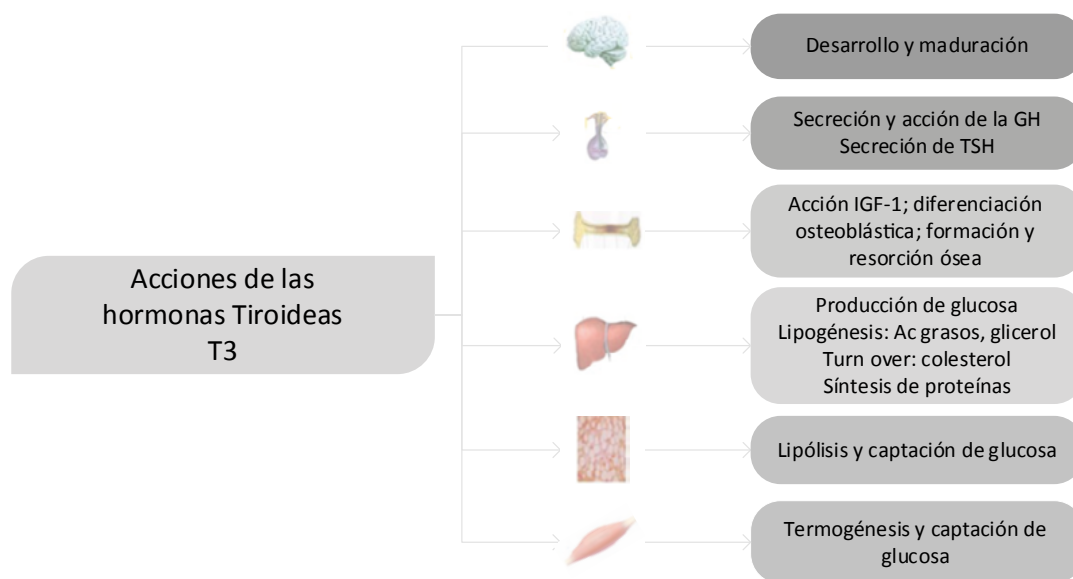 Acciones de las
hormonas Tiroideas
T3
Desarrollo y maduración
Secreción y acción de la GH
Secreción de TSH
Acción IGF-1; diferenciación
osteoblástica; formación y
resorción ósea
Producción de glucosa
Lipogénesis: Ac grasos, glicerol
Turn over: colesterol
Síntesis de proteínas
Lipólisis y captación de glucosa
Termogénesis y captación de
glucosa